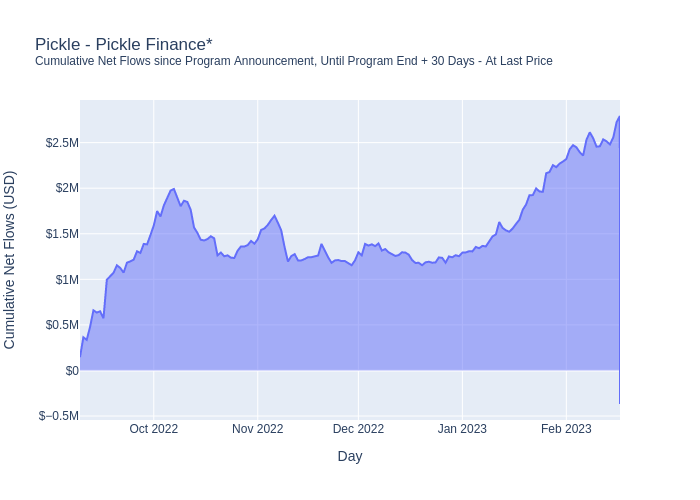 Pickle - Pickle Finance*
Cumulative Net Flows since Program Announcement, Until Program End + 30 Days - At Last Price
Cumulative Net Flows (USD)
$2.5M
$2M
$1.5M
$1M
$0.5M
$0
$−0.5M
Oct 2022
Nov 2022
Dec 2022
Jan 2023
Feb 2023
Day